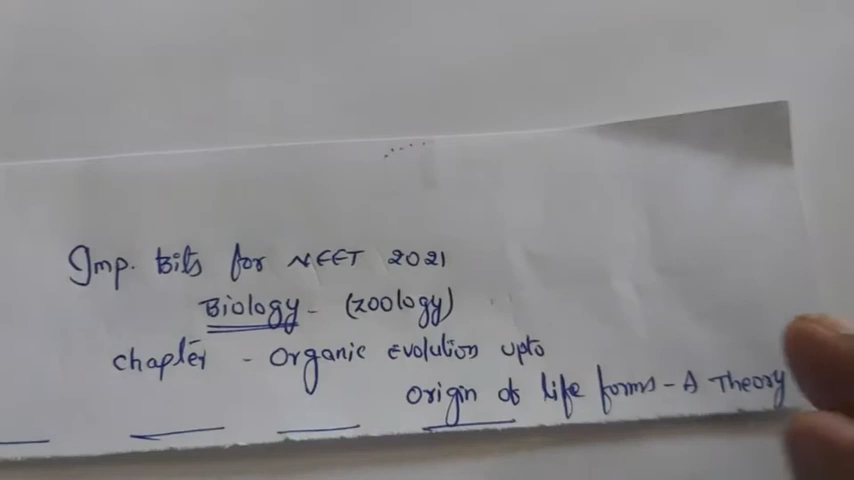 Imp. Bits for NEET 2021
Biology - (zoology)
chapter - Organic evolution upto
origin of life forms - A Theory